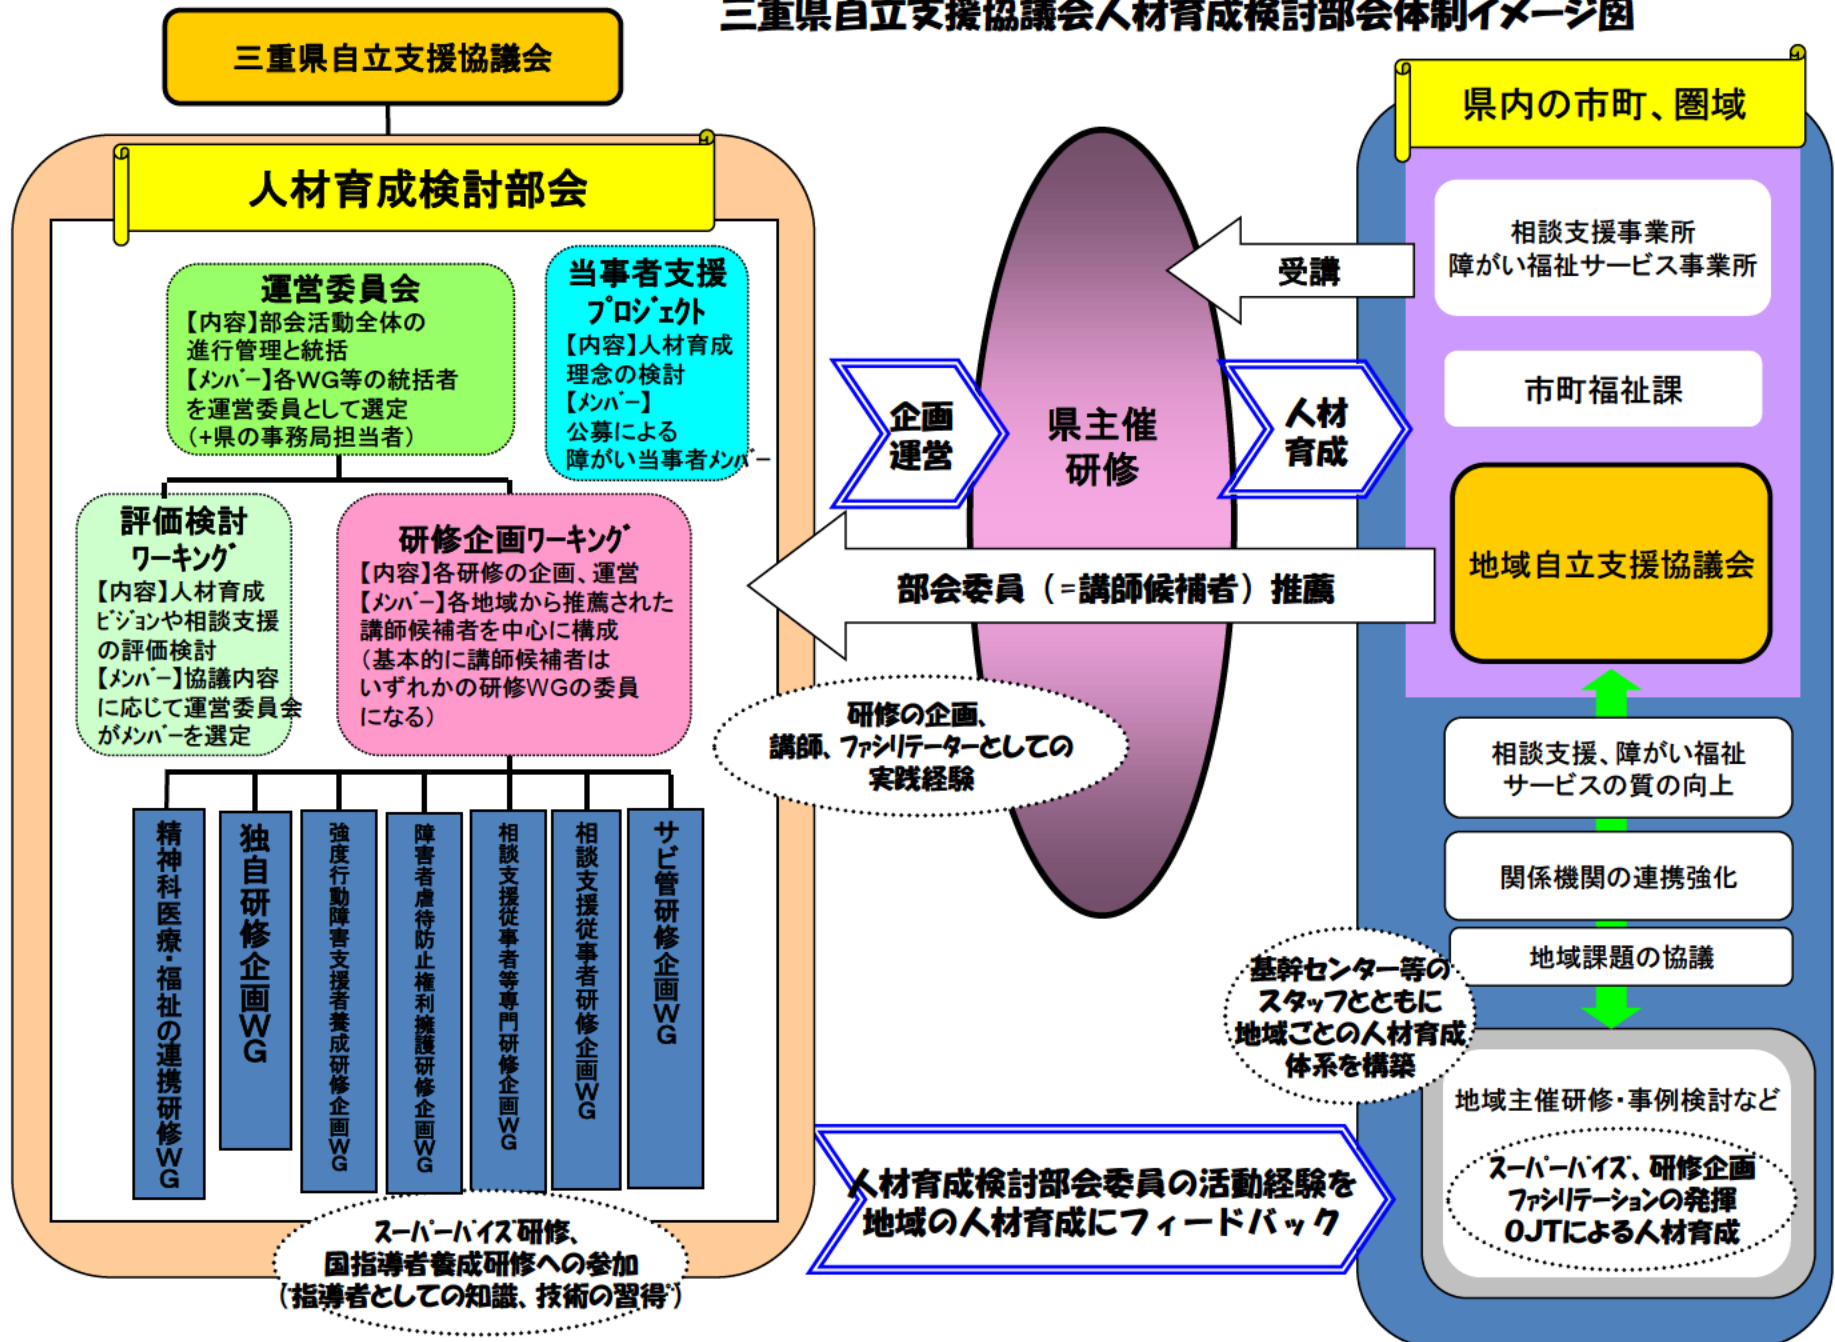 三重県自立支援協議会人材育成検討部会体制イメージ図
三重県自立支援協議会
人材育成検討部会
運営委員会
【内容】部会活動全体の
進行管理と統括
【ﾒﾝﾊﾞｰ】各WG等の統括者
を運営委員として選定
(+県の事務局担当者)
当事者支援
ﾌﾟﾛｼﾞｪｸﾄ
【内容】人材育成
理念の検討
【ﾒﾝﾊﾞｰ】
公募による
障がい当事者ﾒﾝﾊﾞｰ
評価検討
ﾜｰｷﾝｸﾞ
【内容】人材育成
ﾋﾞｼﾞｮﾝや相談支援
の評価検討
【ﾒﾝﾊﾞｰ】協議内容
に応じて運営委員会
がﾒﾝﾊﾞｰを選定
研修企画ﾜｰｷﾝｸﾞ
【内容】各研修の企画、運営
【ﾒﾝﾊﾞｰ】各地域から推薦された
講師候補者を中心に構成
(基本的に講師候補者は
いずれかの研修WGの委員
になる)
精神科医療・福祉の連携研修WG
独自研修企画WG
強度行動障害支援者養成研修企画WG
障害者虐待防止権利擁護研修企画WG
相談支援従事者等専門研修企画WG
相談支援従事者研修企画WG
サビ管研修企画WG
ｽｰﾊﾟｰﾊﾞｲｽﾞ研修、
国指導者養成研修への参加
(指導者としての知識、技術の習得)
企画
運営
県主催
研修
人材
育成
受講
部会委員(=講師候補者)推薦
研修の企画、
講師、ﾌｧｼﾘﾃｰﾀｰとしての
実践経験
人材育成検討部会委員の活動経験を
地域の人材育成にフィードバック
県内の市町、圏域
相談支援事業所
障がい福祉サービス事業所
市町福祉課
地域自立支援協議会
相談支援、障がい福祉
サービスの質の向上
関係機関の連携強化
地域課題の協議
基幹センター等の
スタッフとともに
地域ごとの人材育成
体系を構築
地域主催研修・事例検討など
ｽｰﾊﾟｰﾊﾞｲｽﾞ、研修企画
ﾌｧｼﾘﾃｰｼｮﾝの発揮
OJTによる人材育成